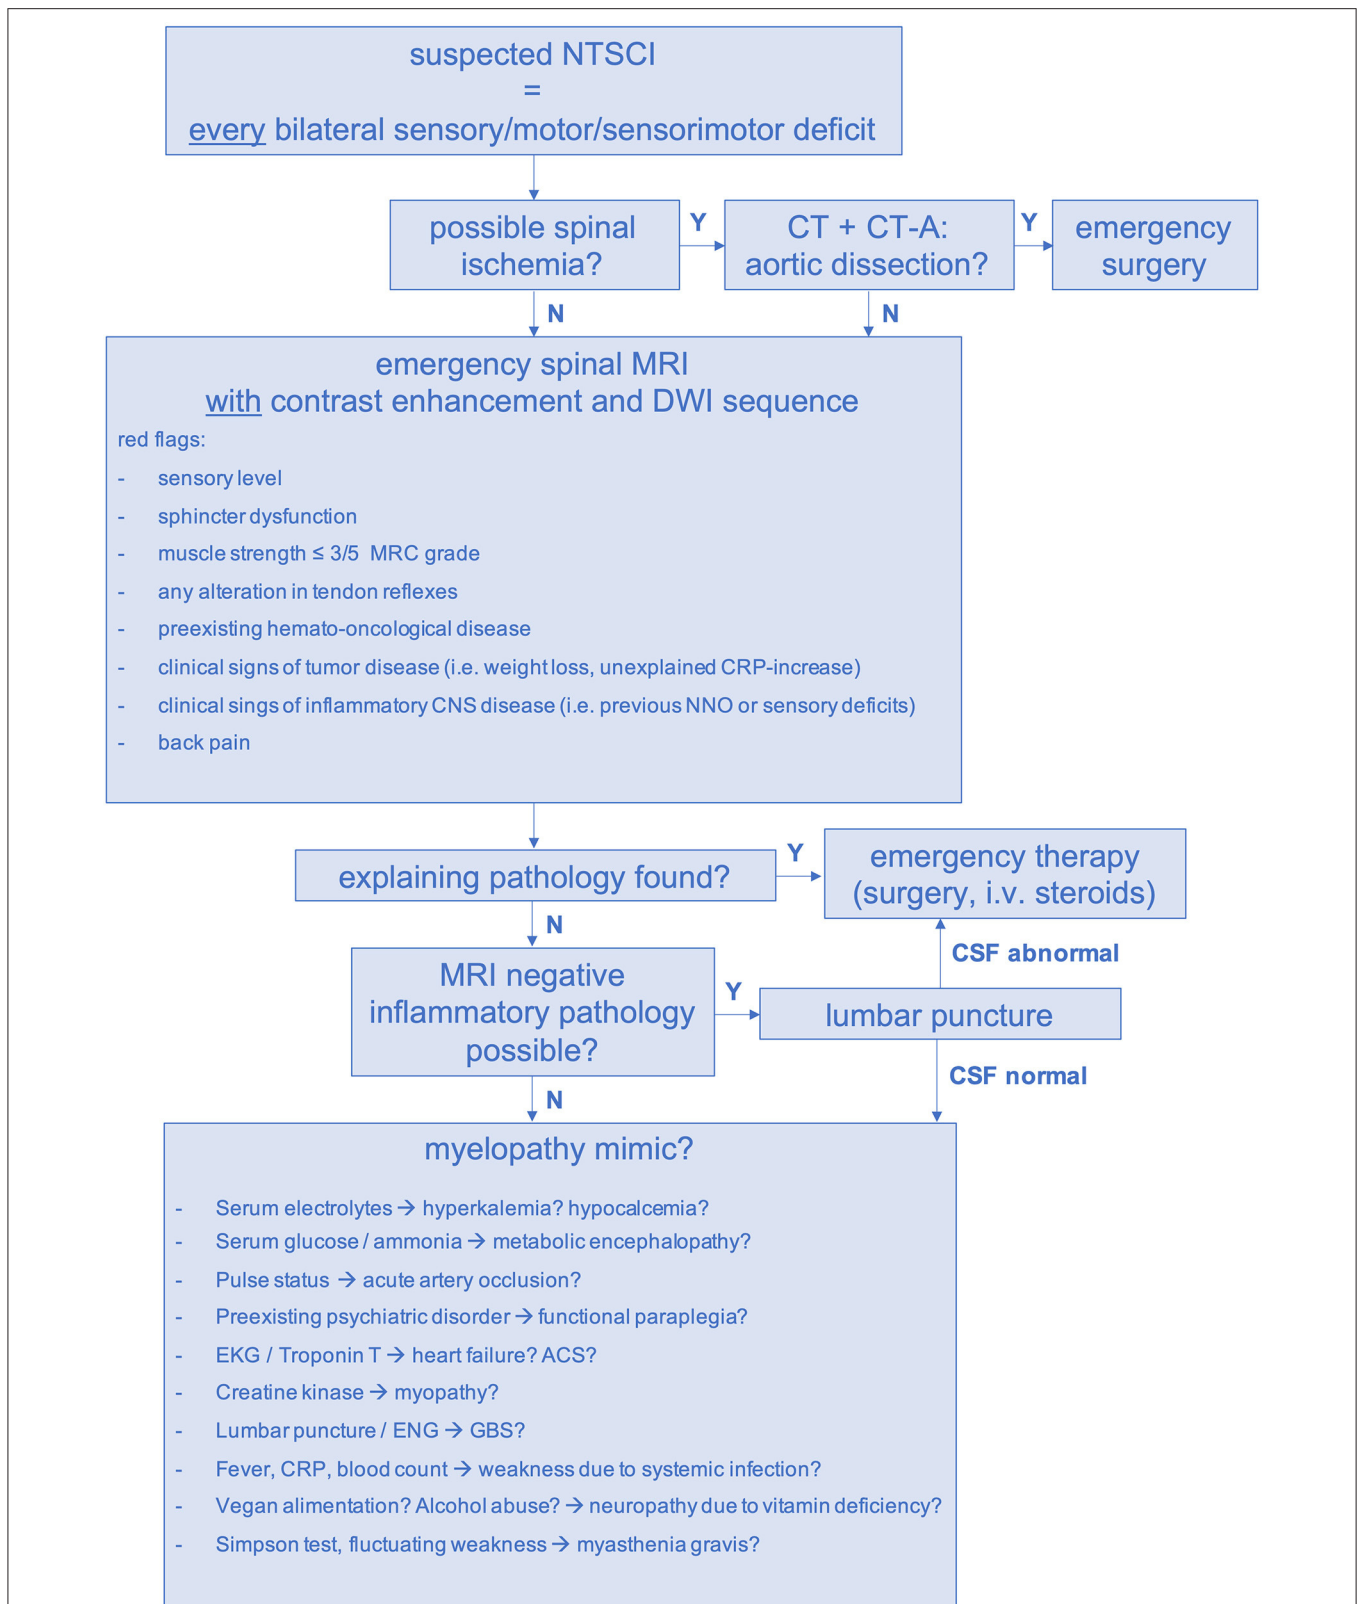 suspected NTSCI
=
every bilateral sensory/motor/sensorimotor deficit
possible spinal
ischemia?
Y
CT + CT-A:
aortic dissection?
Y
emergency
surgery
N
N
emergency spinal MRI
with contrast enhancement and DWI sequence
red flags:
- sensory level
- sphincter dysfunction
- muscle strength ≤ 3/5 MRC grade
- any alteration in tendon reflexes
- preexisting hemato-oncological disease
- clinical signs of tumor disease (i.e. weight loss, unexplained CRP-increase)
- clinical sings of inflammatory CNS disease (i.e. previous NNO or sensory deficits)
- back pain
explaining pathology found?
Y
emergency therapy
(surgery, i.v. steroids)
N
CSF abnormal
MRI negative
inflammatory pathology
possible?
Y
lumbar puncture
CSF normal
N
myelopathy mimic?
- Serum electrolytes → hyperkalemia? hypocalcemia?
- Serum glucose / ammonia → metabolic encephalopathy?
- Pulse status → acute artery occlusion?
- Preexisting psychiatric disorder → functional paraplegia?
- EKG / Troponin T → heart failure? ACS?
- Creatine kinase → myopathy?
- Lumbar puncture / ENG → GBS?
- Fever, CRP, blood count → weakness due to systemic infection?
- Vegan alimentation? Alcohol abuse? → neuropathy due to vitamin deficiency?
- Simpson test, fluctuating weakness → myasthenia gravis?